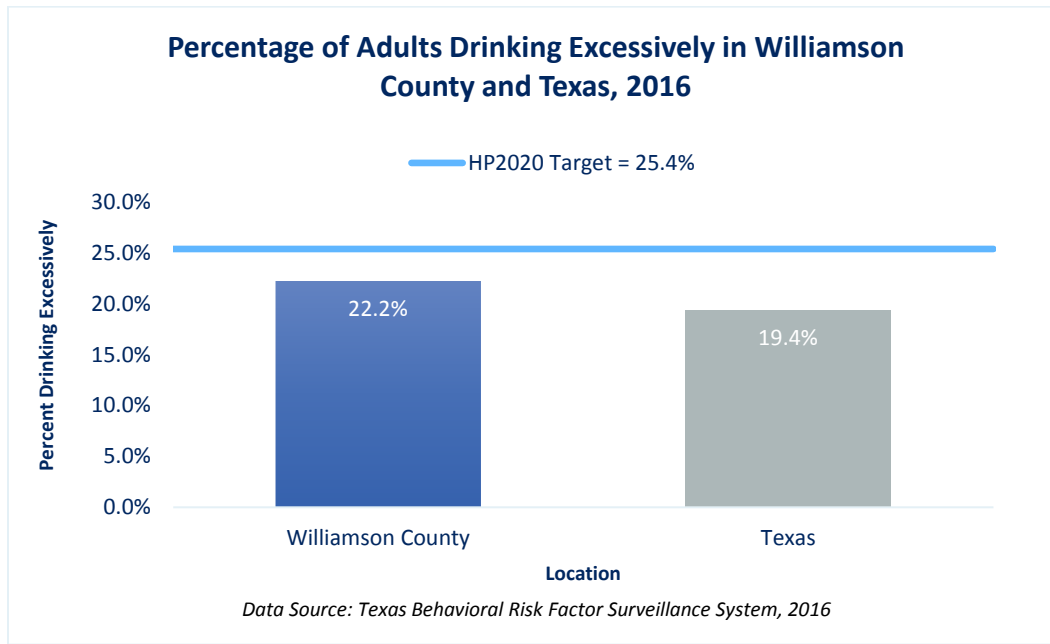 Percentage of Adults Drinking Excessively in Williamson
County and Texas, 2016
HP2020 Target = 25.4%
Percent Drinking Excessively
30.0%
25.0%
20.0%
15.0%
10.0%
5.0%
0.0%
22.2%
19.4%
Williamson County
Texas
Location
Data Source: Texas Behavioral Risk Factor Surveillance System, 2016